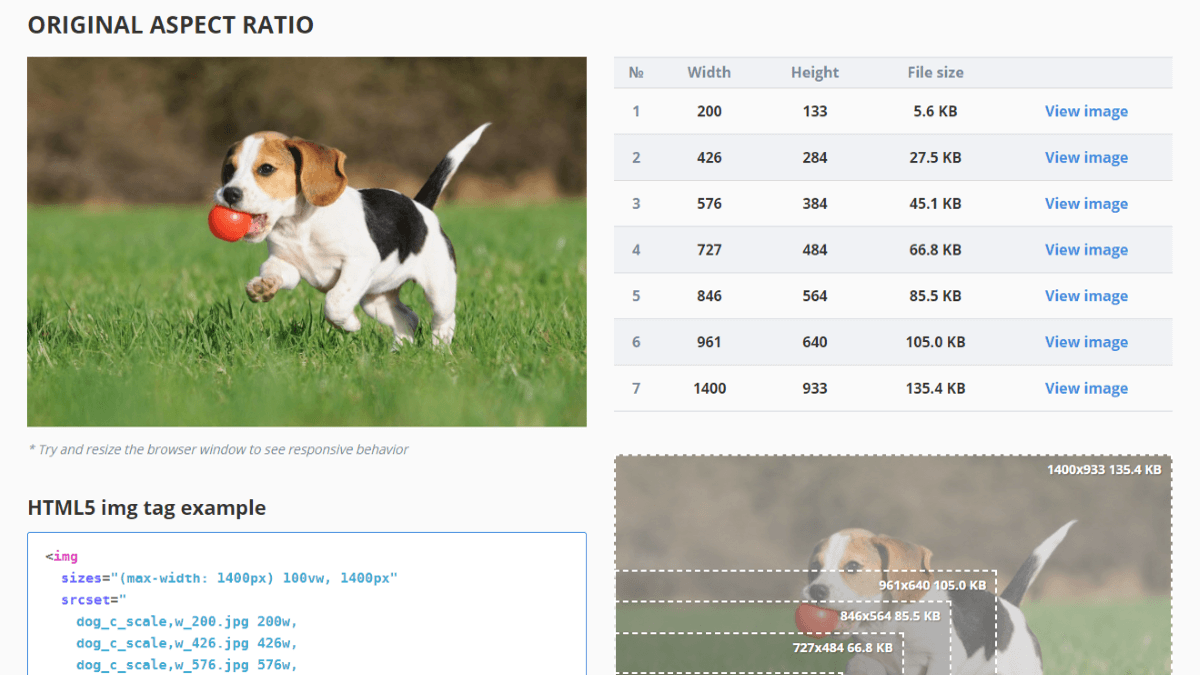 ORIGINAL ASPECT RATIO
№ Width Height File size
1 200 133 5.6 KB View image
2 426 284 27.5 KB View image
3 576 384 45.1 KB View image
4 727 484 66.8 KB View image
5 846 564 85.5 KB View image
6 961 640 105.0 KB View image
7 1400 933 135.4 KB View image
* Try and resize the browser window to see responsive behavior
HTML5 img tag example
<img
sizes="(max-width: 1400px) 100vw, 1400px"
srcset="
dog_c_scale,w_200.jpg 200w,
dog_c_scale,w_426.jpg 426w,
dog_c_scale,w_576.jpg 576w,
1400x933 135.4 KB
961x640 105.0 KB
846x564 85.5 KB
727x484 66.8 KB